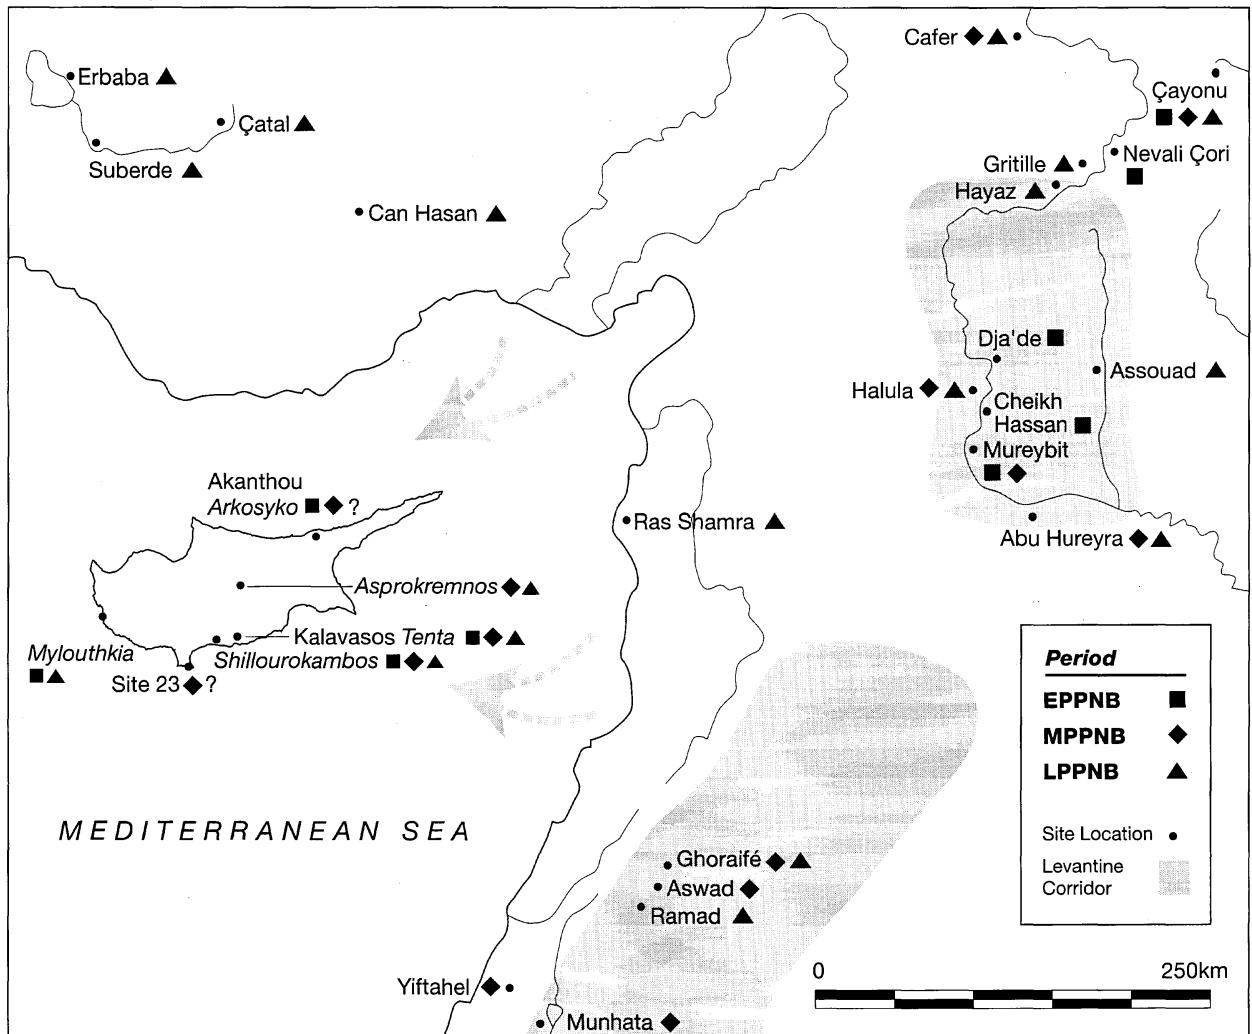 Cafer
Erbaba
Çayonu
Çatal
Nevali Çori
Gritille
Suberde
Hayaz
Can Hasan
Dja'de
Assouad
Halula
Cheikh
Hassan
Mureybit
Akanthou
Arkosyko ?
Ras Shamra
Abu Hureyra
Asprokremnos
Kalavasos Tenta
Mylouthkia
Shillourokambos
Site 23 ?
Period
EPPNB
MPPNB
LPPNB
MEDITERRANEAN SEA
Site Location
Levantine
Corridor
Ghoraifé
Aswad
Ramad
0 250km
Yiftahel
Munhata